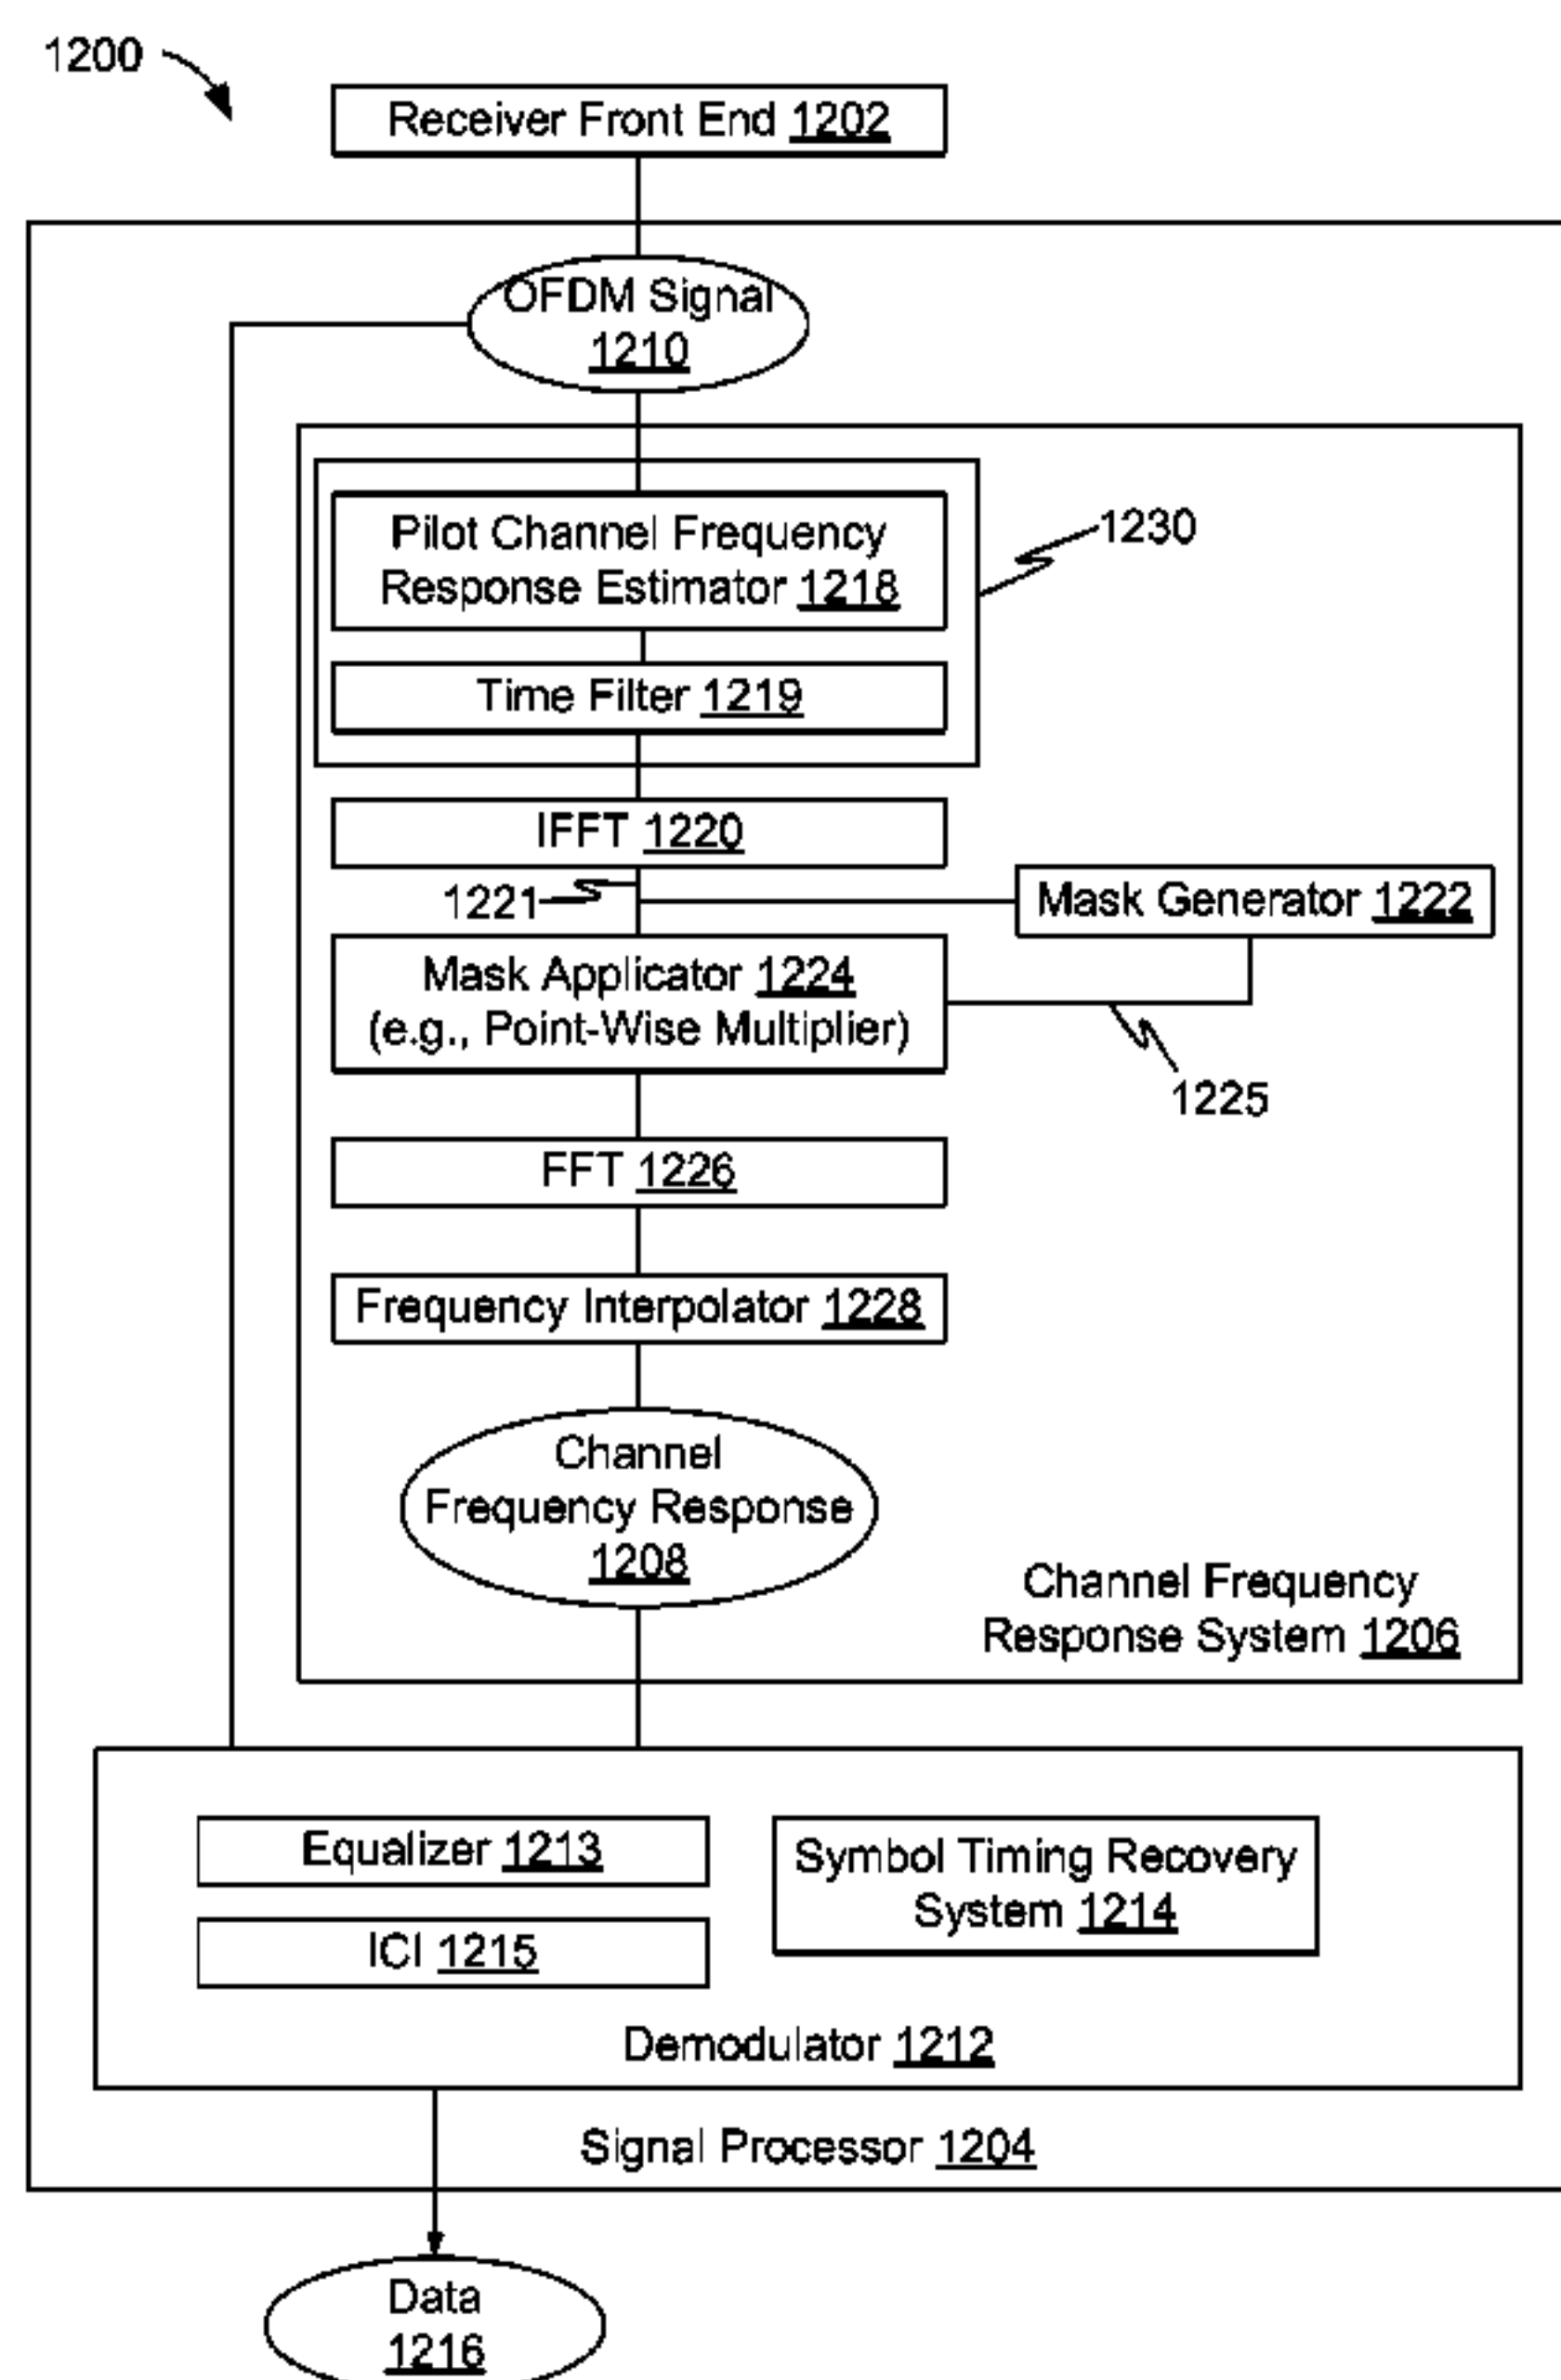 1200
Receiver Front End 1202
OFDM Signal
1210
Pilot Channel Frequency
Response Estimator 1218
1230
Time Filter 1219
IFFT 1220
1221
Mask Generator 1222
Mask Applicator 1224
(e.g., Point-Wise Multiplier)
1225
FFT 1226
Frequency Interpolator 1228
Channel
Frequency Response
1208
Channel Frequency
Response System 1206
Equalizer 1213
Symbol Timing Recovery
System 1214
ICI 1215
Demodulator 1212
Signal Processor 1204
Data
1216